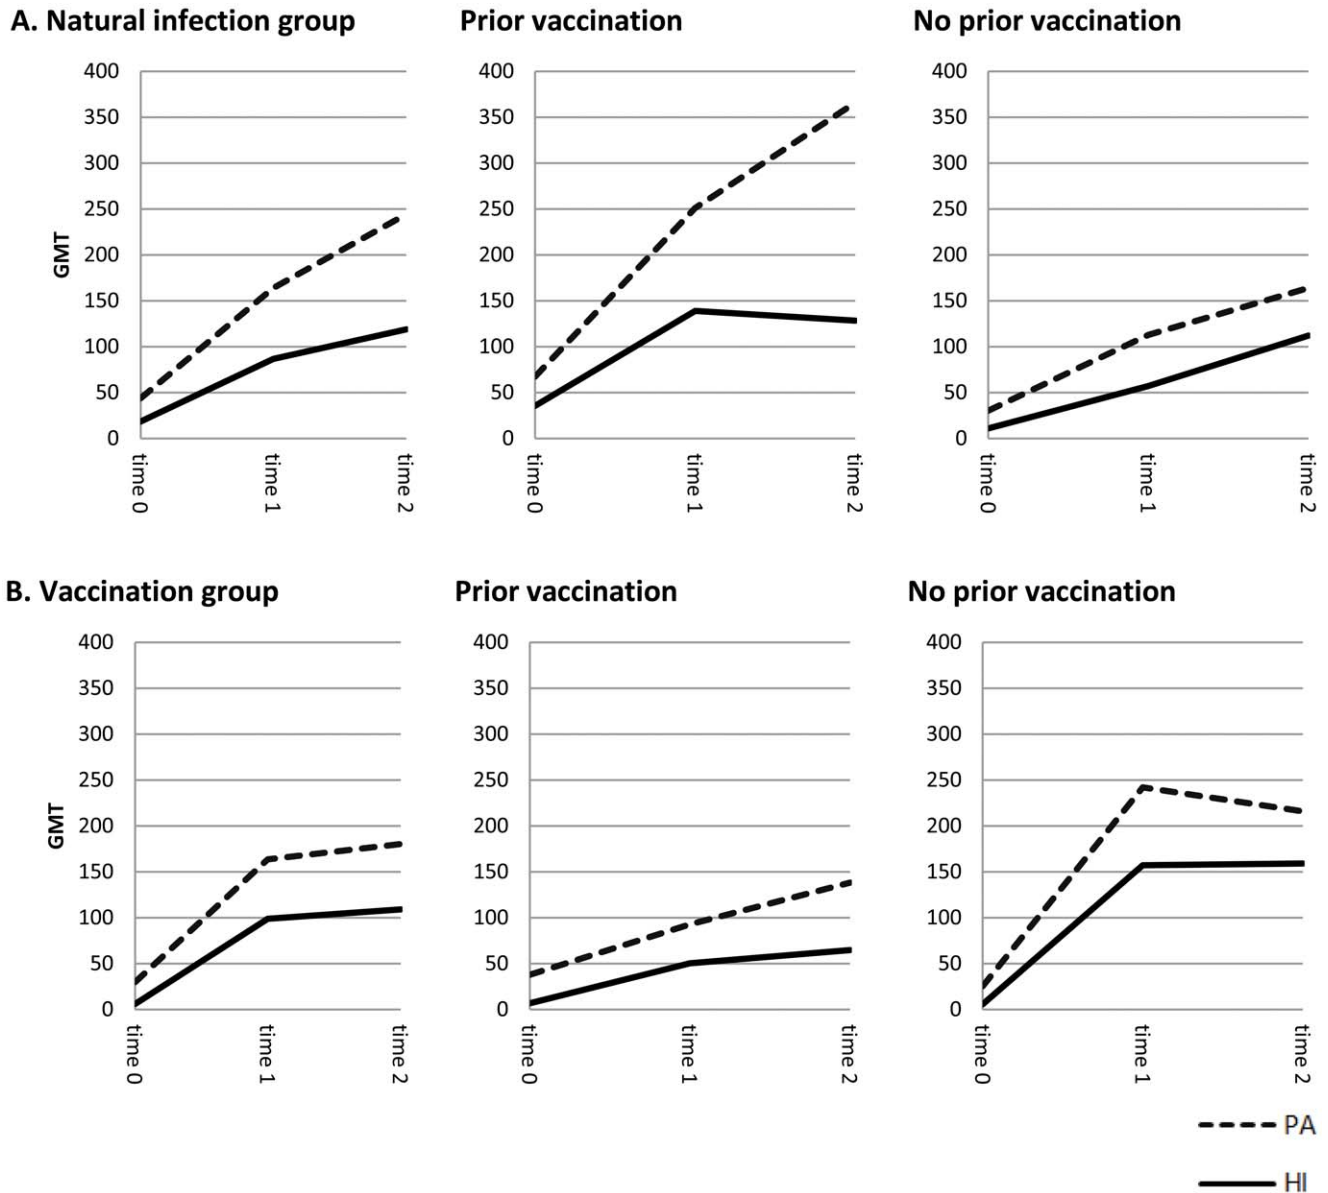 A. Natural infection group Prior vaccination No prior vaccination
400 400 400
350 350 350
300 300 300
250 250 250
200 200 200
GMT
150 150 150
100 100 100
50 50 50
0 0 0
time 0 time 1 time 2 time 0 time 1 time 2 time 0 time 1 time 2
B. Vaccination group Prior vaccination No prior vaccination
400 400 400
350 350 350
300 300 300
250 250 250
200 200 200
GMT
150 150 150
100 100 100
50 50 50
0 0 0
time 0 time 1 time 2 time 0 time 1 time 2 time 0 time 1 time 2
PA
HI